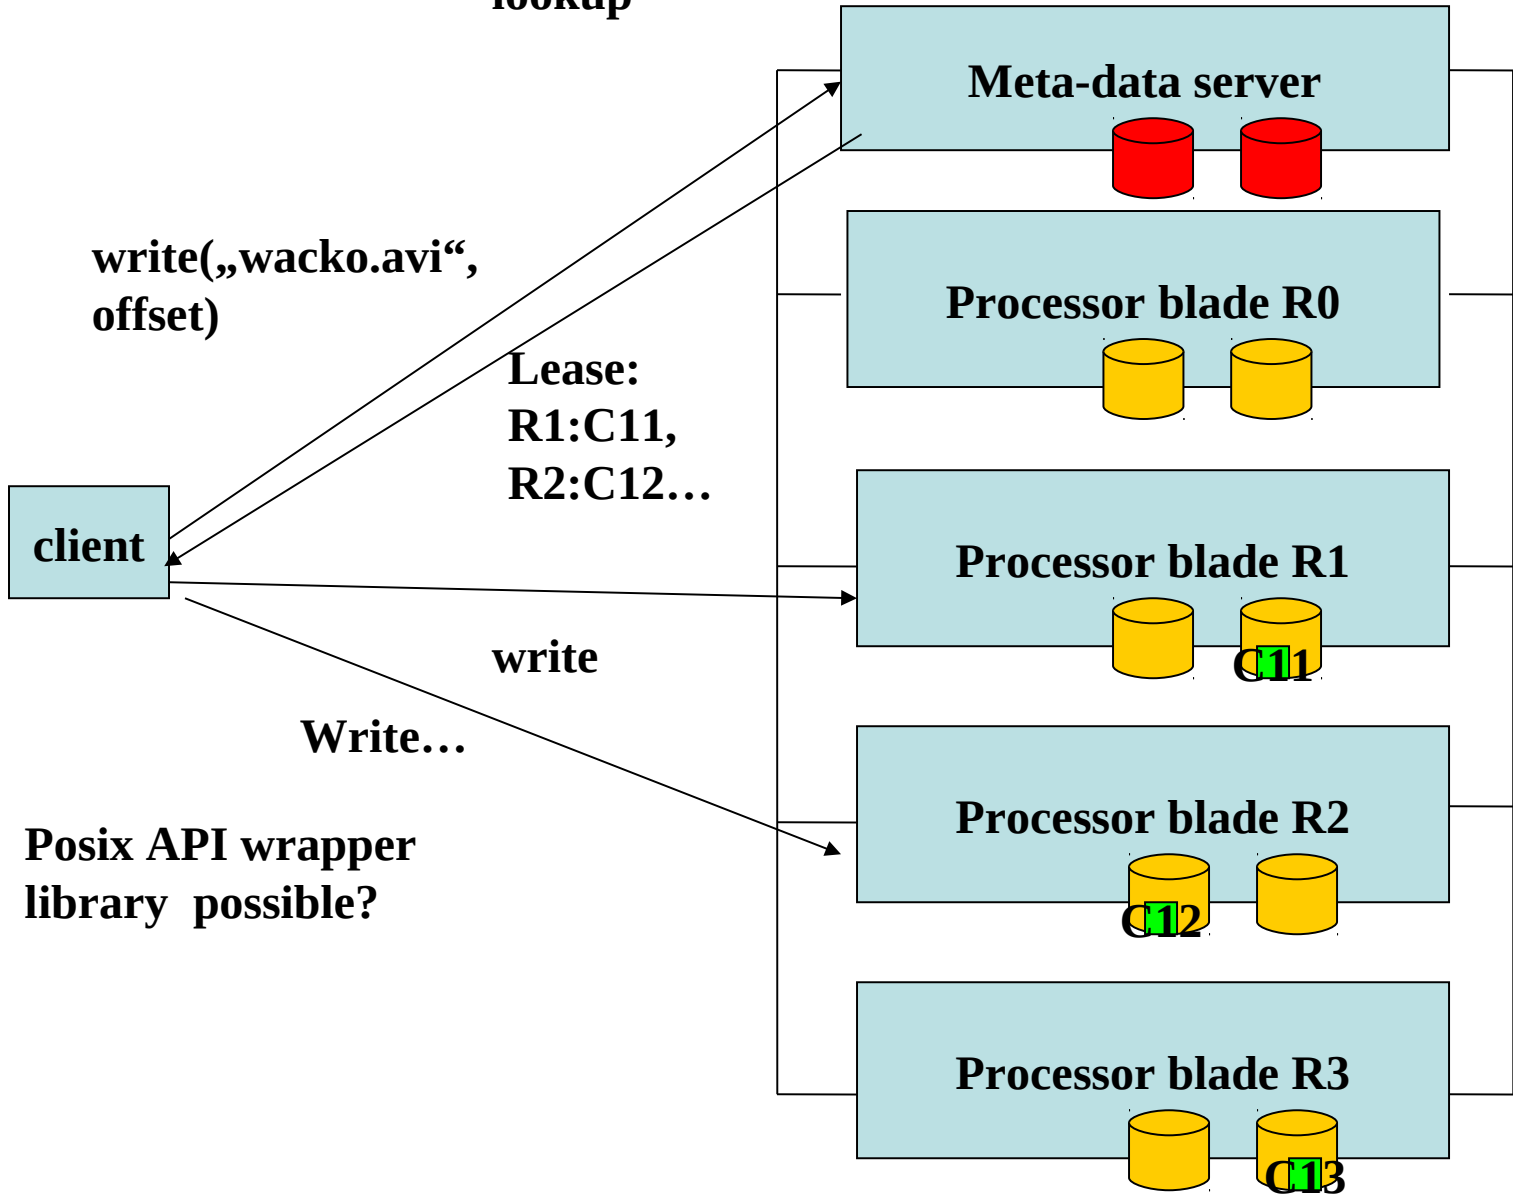 lookup
Meta-data server
write(„wacko.avi“,
offset)
Processor blade R0
Lease:
R1:C11,
R2:C12…
client
Processor blade R1
write
C11
Write…
Processor blade R2
Posix API wrapper
library  possible?
C12
Processor blade R3
C13